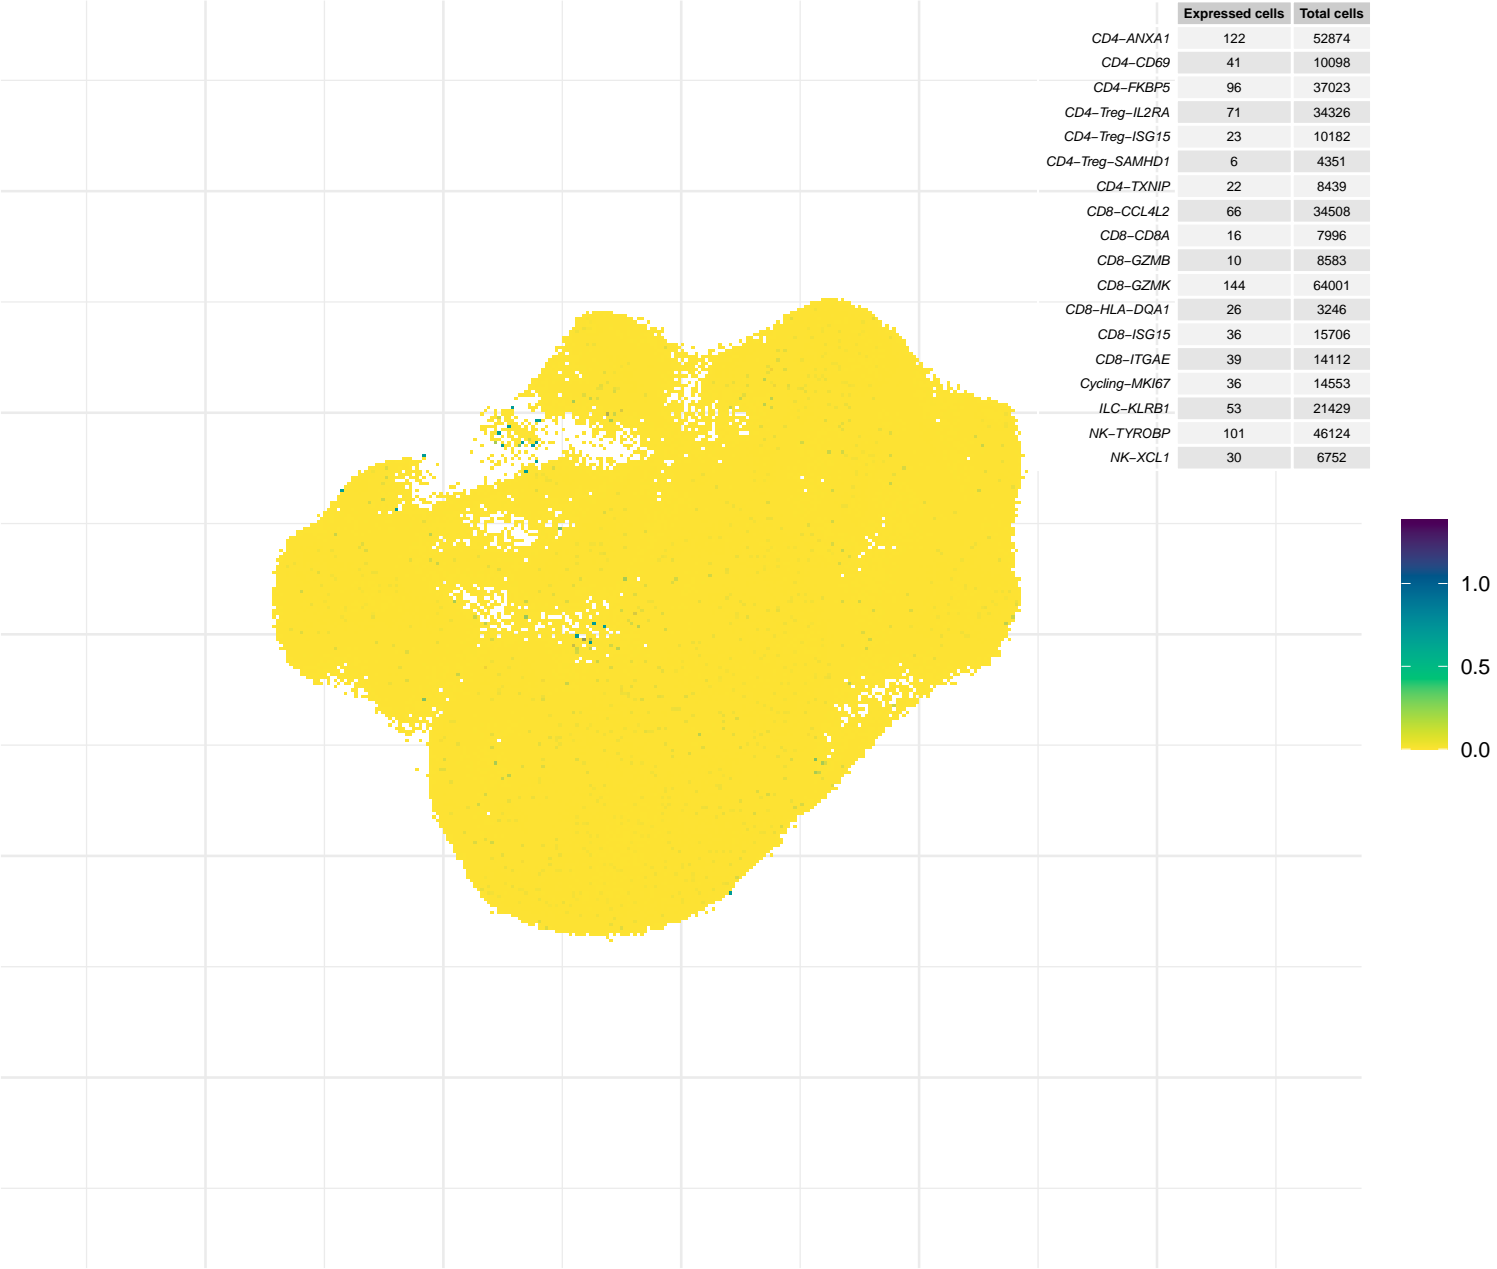 Expressed cells Total cells
CD4−ANXA1 122 52874
CD4−CD69 41 10098
CD4−FKBP5 96 37023
CD4−Treg−IL2RA 71 34326
CD4−Treg−ISG15 23 10182
CD4−Treg−SAMHD1 6 4351
CD4−TXNIP 22 8439
CD8−CCL4L2 66 34508
CD8−CD8A 16 7996
CD8−GZMB 10 8583
CD8−GZMK 144 64001
CD8−HLA−DQA1 26 3246
CD8−ISG15 36 15706
CD8−ITGAE 39 14112
Cycling−MKI67 36 14553
ILC−KLRB1 53 21429
NK−TYROBP 101 46124
NK−XCL1 30 6752
1.0
0.5
0.0